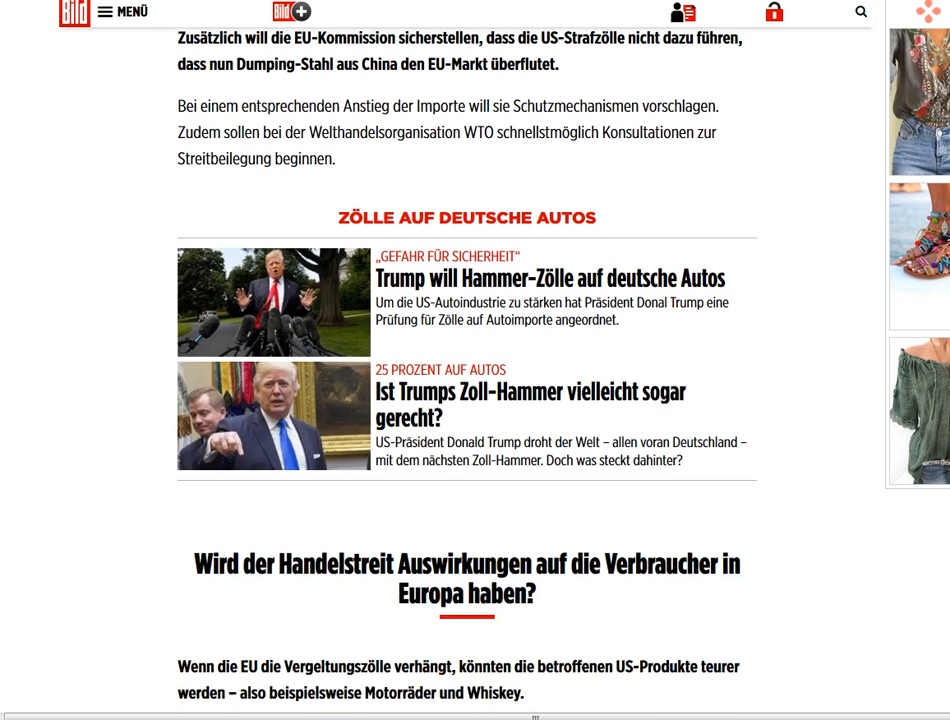 Bild MENÜ Bild+
Zusätzlich will die EU-Kommission sicherstellen, dass die US-Strafzölle nicht dazu führen,
dass nun Dumping-Stahl aus China den EU-Markt überflutet.
Bei einem entsprechenden Anstieg der Importe will sie Schutzmechanismen vorschlagen.
Zudem sollen bei der Welthandelsorganisation WTO schnellstmöglich Konsultationen zur
Streitbeilegung beginnen.
ZÖLLE AUF DEUTSCHE AUTOS
„GEFAHR FÜR SICHERHEIT“
Trump will Hammer-Zölle auf deutsche Autos
Um die US-Autoindustrie zu stärken hat Präsident Donal Trump eine
Prüfung für Zölle auf Autoimporte angeordnet.
25 PROZENT AUF AUTOS
Ist Trumps Zoll-Hammer vielleicht sogar
gerecht?
US-Präsident Donald Trump droht der Welt – allen voran Deutschland –
mit dem nächsten Zoll-Hammer. Doch was steckt dahinter?
Wird der Handelstreit Auswirkungen auf die Verbraucher in
Europa haben?
Wenn die EU die Vergeltungszölle verhängt, könnten die betroffenen US-Produkte teurer
werden – also beispielsweise Motorräder und Whiskey.